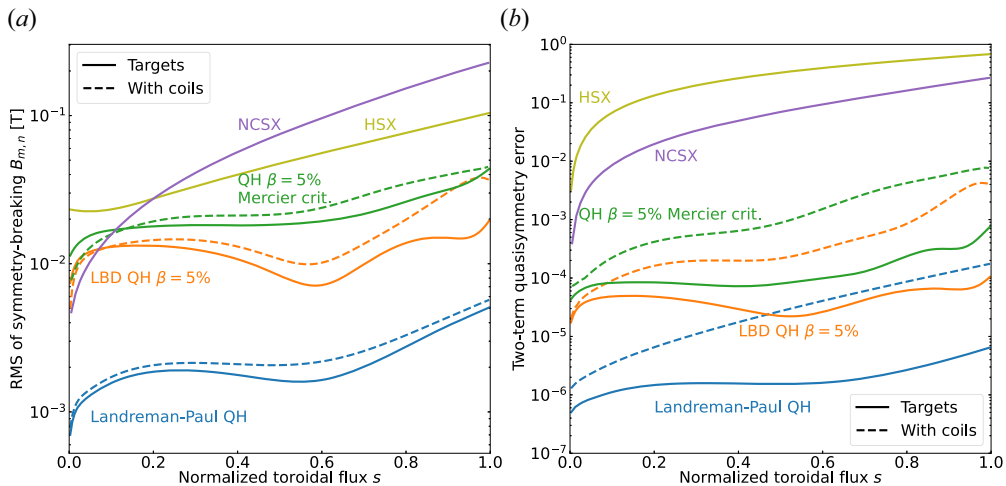 (a)
RMS of symmetry-breaking B_{m,n} [T]
10^{-1}
10^{-2}
10^{-3}
Targets
With coils
NCSX
HSX
QH β = 5%
Mercier crit.
LBD QH β = 5%
Landreman-Paul QH
0.0 0.2 0.4 0.6 0.8 1.0
Normalized toroidal flux s
(b)
Two-term quasisymmetry error
10^0
10^{-1}
10^{-2}
10^{-3}
10^{-4}
10^{-5}
10^{-6}
10^{-7}
HSX
NCSX
QH β = 5% Mercier crit.
LBD QH β = 5%
Landreman-Paul QH
Targets
With coils
0.0 0.2 0.4 0.6 0.8 1.0
Normalized toroidal flux s